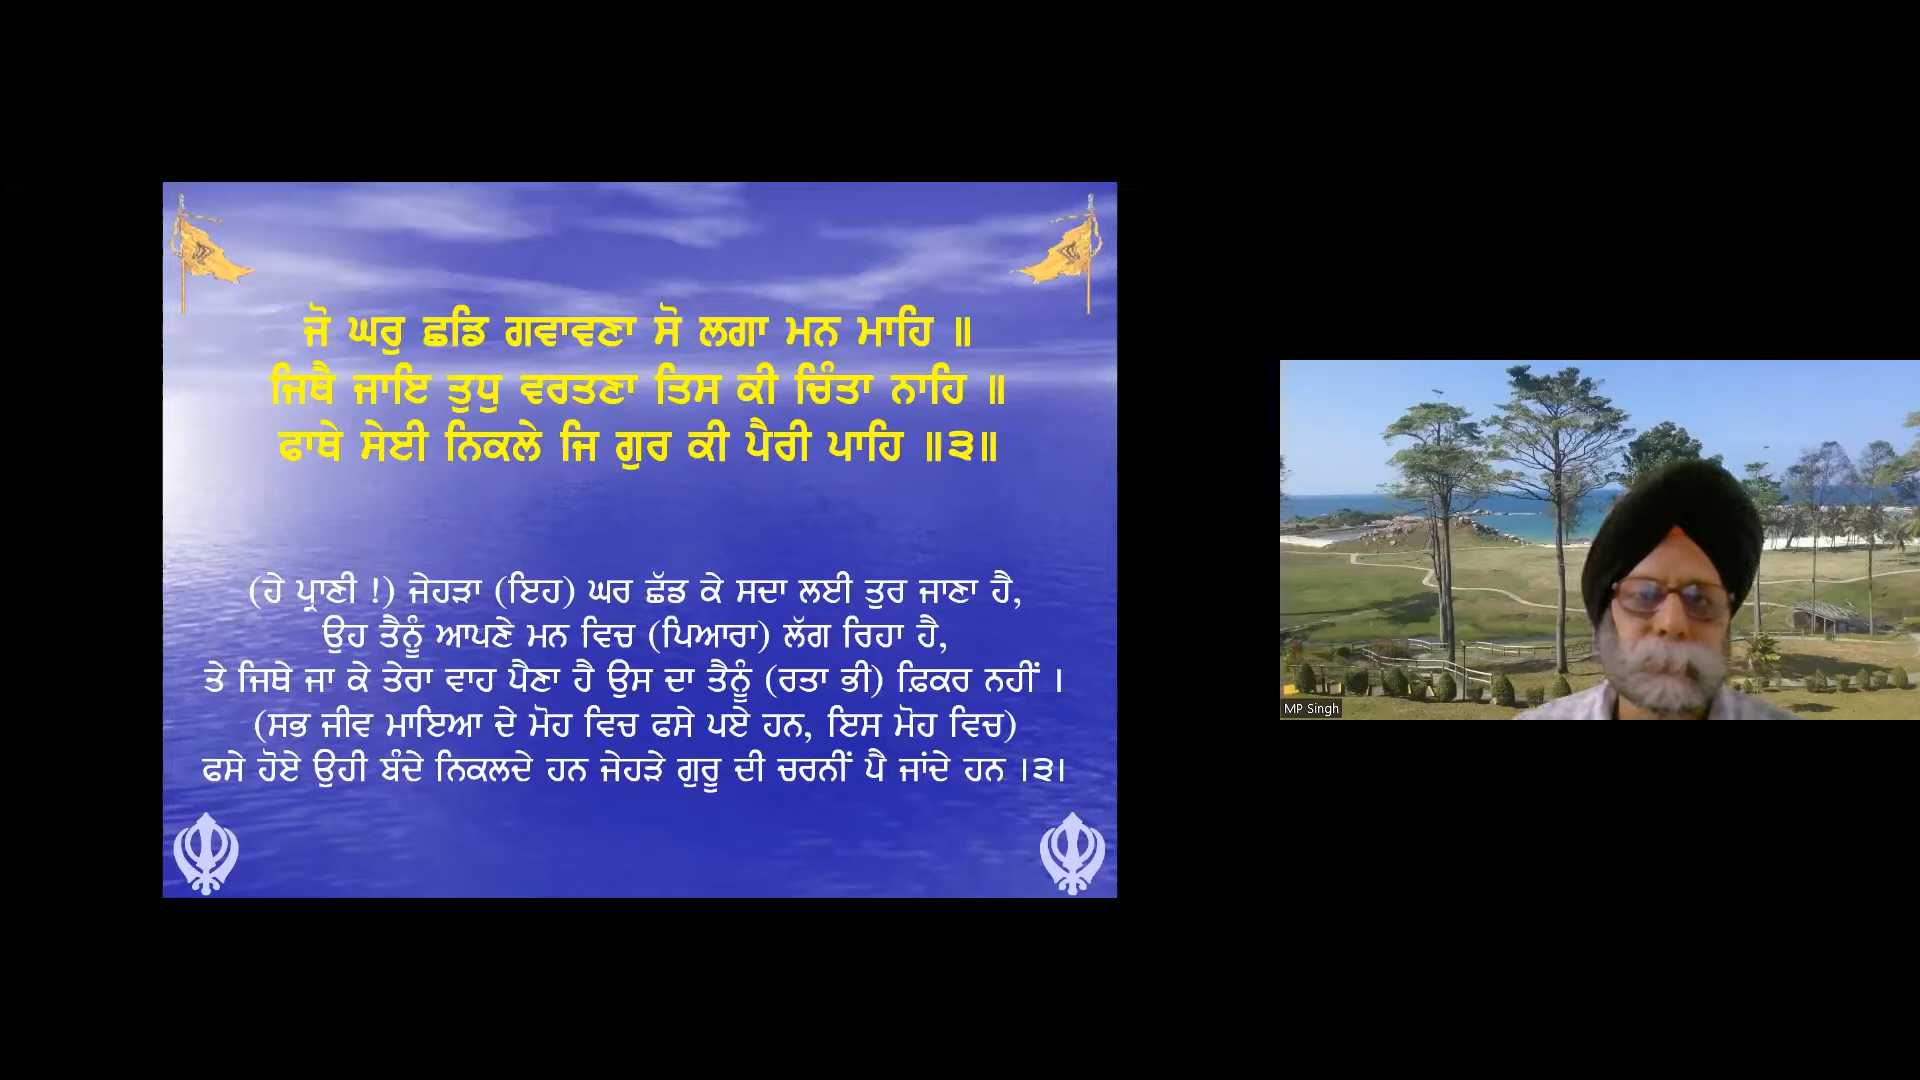 ਜੋ ਘਰੁ ਛਡਿ ਗਵਾਵਣਾ ਸੋ ਲਗਾ ਮਨ ਮਾਹਿ ॥
ਜਿਥੈ ਜਾਇ ਤੁਧੁ ਵਰਤਣਾ ਤਿਸ ਕੀ ਚਿੰਤਾ ਨਾਹਿ ॥
ਫਾਥੇ ਸੇਈ ਨਿਕਲੇ ਜਿ ਗੁਰ ਕੀ ਪੈਰੀ ਪਾਹਿ ॥੩॥
(ਹੇ ਪ੍ਰਾਣੀ !) ਜੇਹੜਾ (ਇਹ) ਘਰ ਛੱਡ ਕੇ ਸਦਾ ਲਈ ਤੁਰ ਜਾਣਾ ਹੈ,
ਉਹ ਤੈਨੂੰ ਆਪਣੇ ਮਨ ਵਿਚ (ਪਿਆਰਾ) ਲੱਗ ਰਿਹਾ ਹੈ,
ਤੇ ਜਿਥੇ ਜਾ ਕੇ ਤੇਰਾ ਵਾਹ ਪੈਣਾ ਹੈ ਉਸ ਦਾ ਤੈਨੂੰ (ਰਤਾ ਭੀ) ਫ਼ਿਕਰ ਨਹੀਂ ।
(ਸਭ ਜੀਵ ਮਾਇਆ ਦੇ ਮੋਹ ਵਿਚ ਫਸੇ ਪਏ ਹਨ, ਇਸ ਮੋਹ ਵਿਚ)
ਫਸੇ ਹੋਏ ਉਹੀ ਬੰਦੇ ਨਿਕਲਦੇ ਹਨ ਜੇਹੜੇ ਗੁਰੂ ਦੀ ਚਰਨੀਂ ਪੈ ਜਾਂਦੇ ਹਨ ।੩।
MP Singh